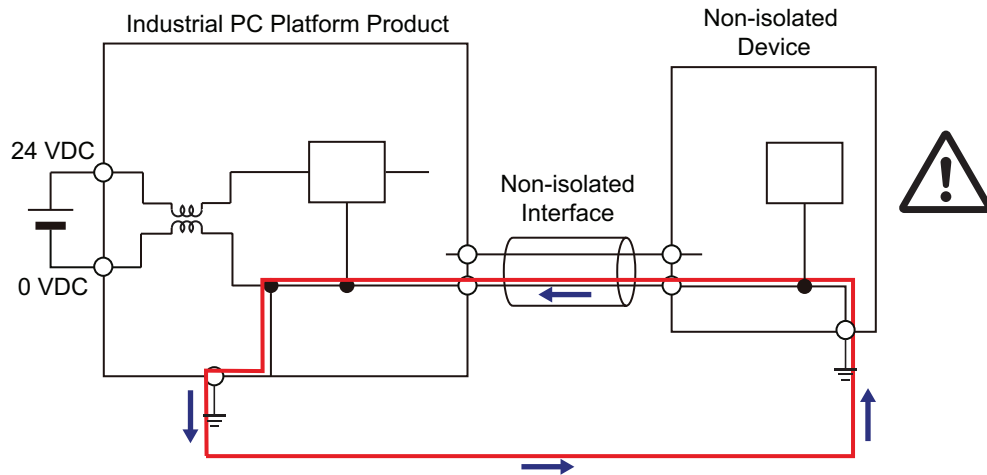 Industrial PC Platform Product
Non-isolated
Device
24 VDC
Non-isolated
Interface
0 VDC